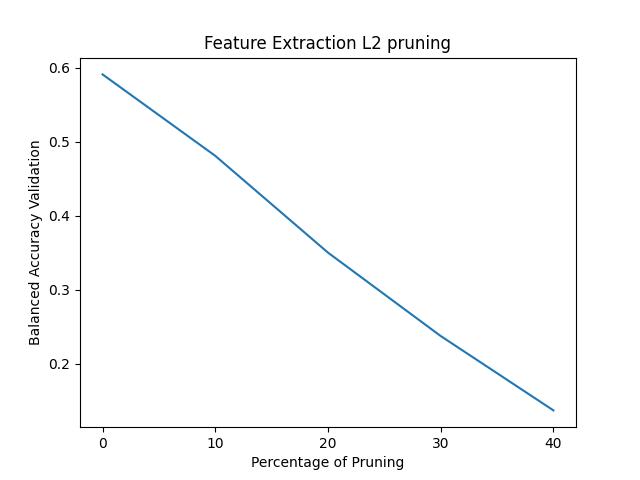 Feature Extraction L2 pruning
0.6
0.5
0.4
0.3
0.2
Balanced Accuracy Validation
0 10 20 30 40
Percentage of Pruning